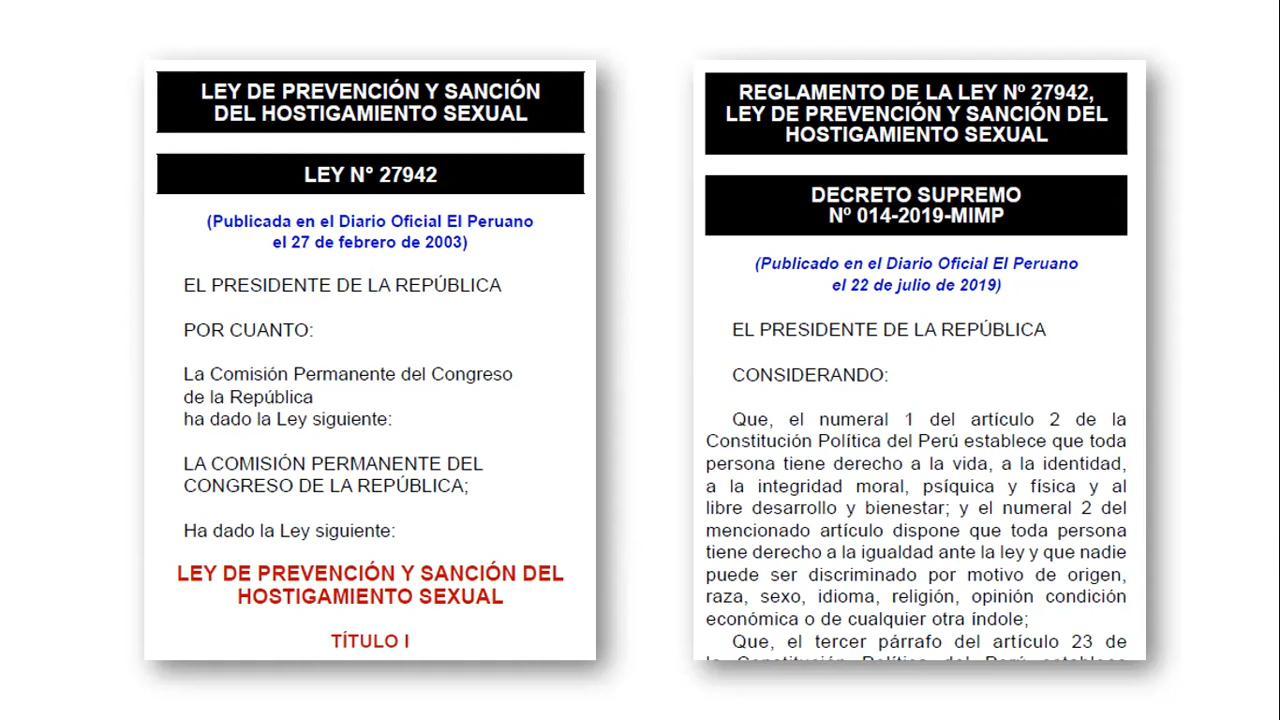 LEY DE PREVENCIÓN Y SANCIÓN
DEL HOSTIGAMIENTO SEXUAL
LEY N° 27942
(Publicada en el Diario Oficial El Peruano
el 27 de febrero de 2003)
EL PRESIDENTE DE LA REPÚBLICA
POR CUANTO:
La Comisión Permanente del Congreso
de la República
ha dado la Ley siguiente:
LA COMISIÓN PERMANENTE DEL
CONGRESO DE LA REPÚBLICA;
Ha dado la Ley siguiente:
LEY DE PREVENCIÓN Y SANCIÓN DEL
HOSTIGAMIENTO SEXUAL
TÍTULO I
REGLAMENTO DE LA LEY Nº 27942,
LEY DE PREVENCIÓN Y SANCIÓN DEL
HOSTIGAMIENTO SEXUAL
DECRETO SUPREMO
Nº 014-2019-MIMP
(Publicado en el Diario Oficial El Peruano
el 22 de julio de 2019)
EL PRESIDENTE DE LA REPÚBLICA
CONSIDERANDO:
Que, el numeral 1 del artículo 2 de la
Constitución Política del Perú establece que toda
persona tiene derecho a la vida, a la identidad,
a la integridad moral, psíquica y física y al
libre desarrollo y bienestar; y el numeral 2 del
mencionado artículo dispone que toda persona
tiene derecho a la igualdad ante la ley y que nadie
puede ser discriminado por motivo de origen,
raza, sexo, idioma, religión, opinión condición
económica o de cualquier otra índole;
Que, el tercer párrafo del artículo 23 de
la Constitución Política del Perú establece